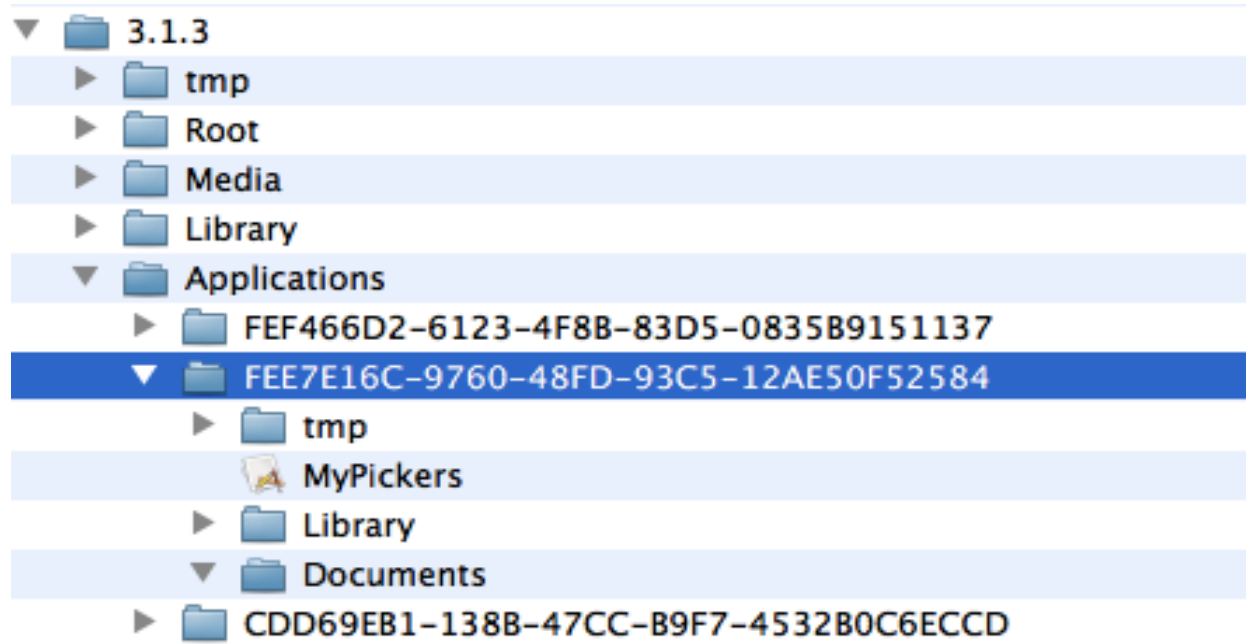 3.1.3
tmp
Root
Media
Library
Applications
FEF466D2-6123-4F8B-83D5-0835B9151137
FEE7E16C-9760-48FD-93C5-12AE50F52584
tmp
MyPickers
Library
Documents
CDD69EB1-138B-47CC-B9F7-4532B0C6ECCD